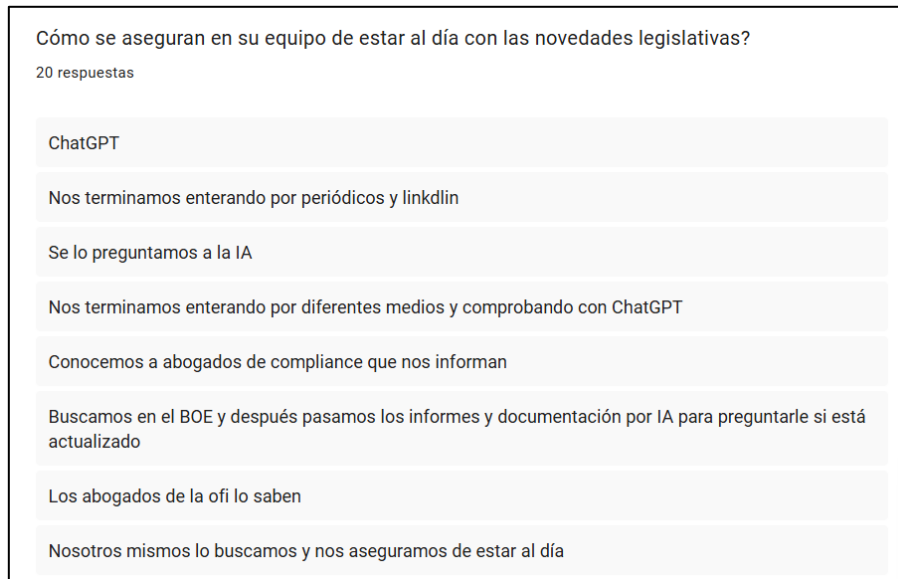 Cómo se aseguran en su equipo de estar al día con las novedades legislativas?
20 respuestas
ChatGPT
Nos terminamos enterando por periódicos y linkdlin
Se lo preguntamos a la IA
Nos terminamos enterando por diferentes medios y comprobando con ChatGPT
Conocemos a abogados de compliance que nos informan
Buscamos en el BOE y después pasamos los informes y documentación por IA para preguntarle si está
actualizado
Los abogados de la ofi lo saben
Nosotros mismos lo buscamos y nos aseguramos de estar al día